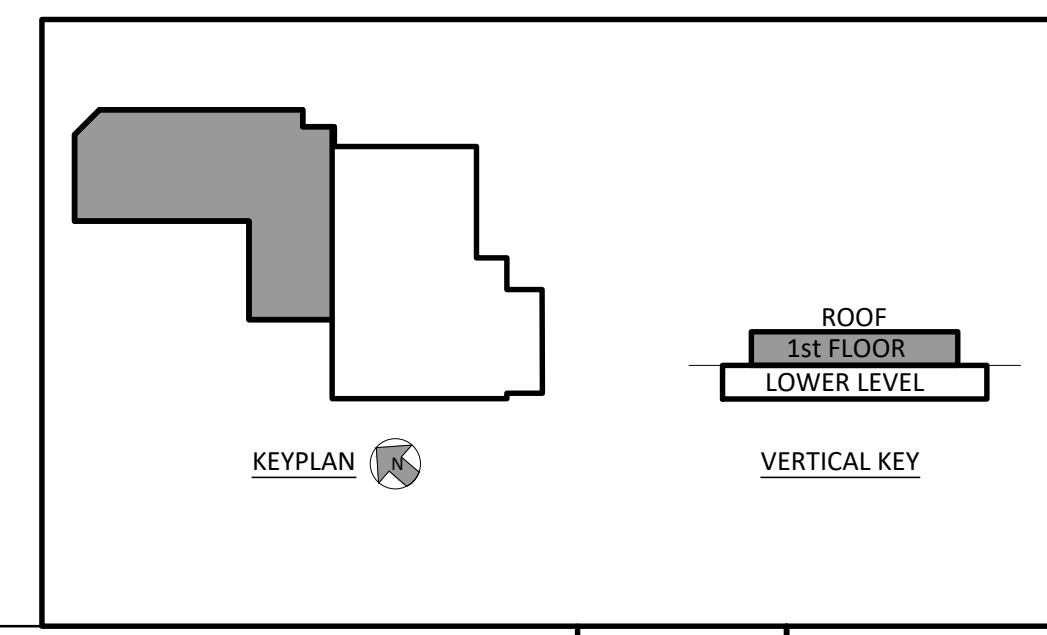 ROOF
1st FLOOR
LOWER LEVEL
KEYPLAN
N
VERTICAL KEY